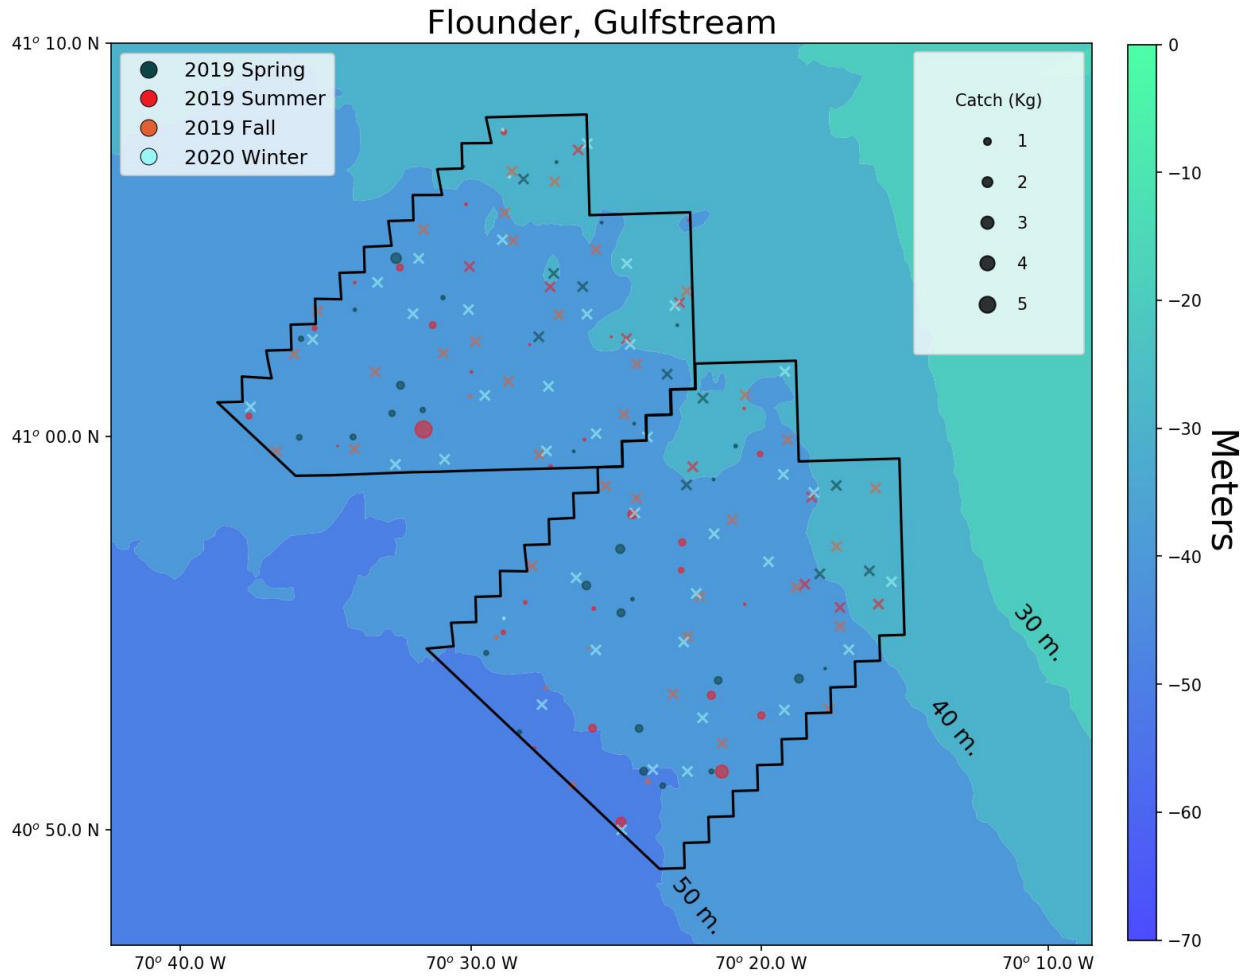 Flounder, Gulfstream
41° 10.0 N
41° 00.0 N
40° 50.0 N
2019 Spring
2019 Summer
2019 Fall
2020 Winter
Catch (Kg)
1
2
3
4
5
30 m.
40 m.
50 m.
70° 40.0 W
70° 30.0 W
70° 20.0 W
70° 10.0 W
0
−10
−20
−30
−40
−50
−60
−70
Meters